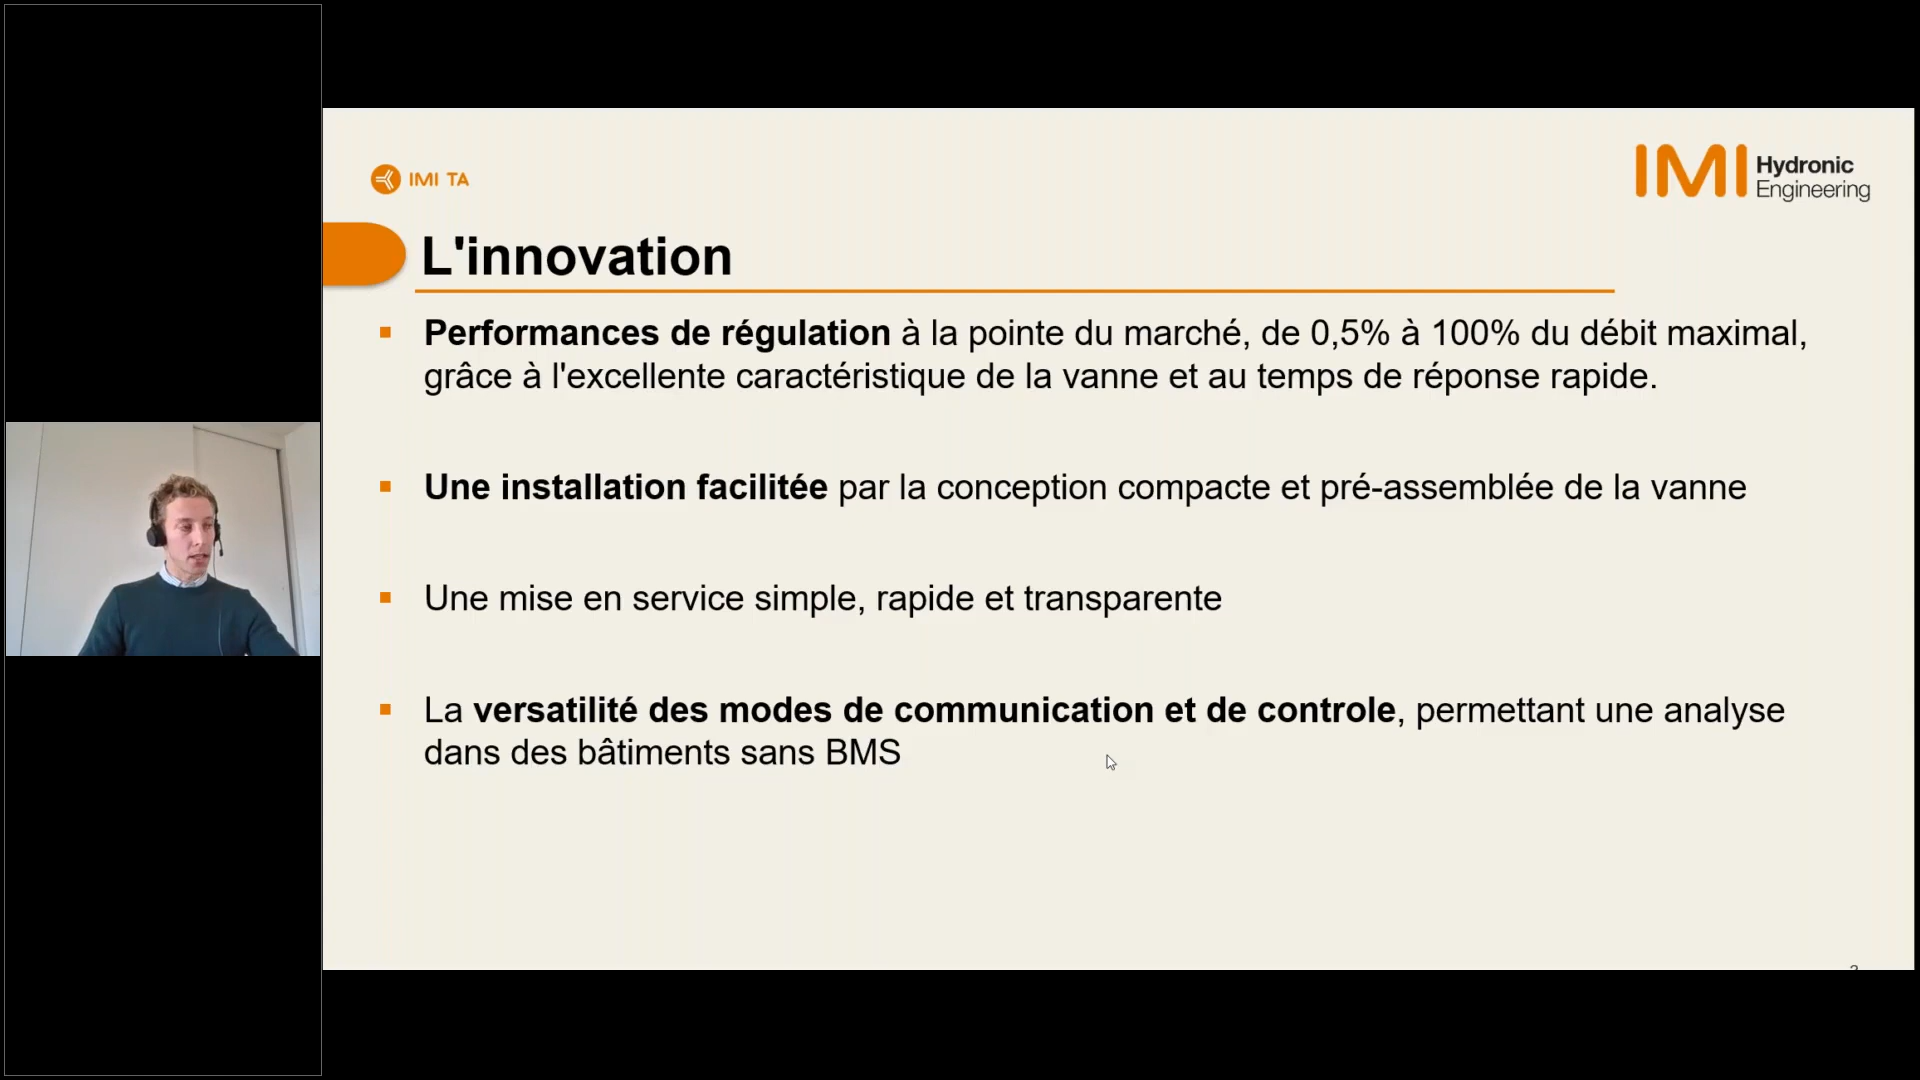 IMI TA
IMI Hydronic
Engineering
L'innovation
Performances de régulation à la pointe du marché, de 0,5% à 100% du débit maximal,
grâce à l'excellente caractéristique de la vanne et au temps de réponse rapide.
Une installation facilitée par la conception compacte et pré-assemblée de la vanne
Une mise en service simple, rapide et transparente
La versatilité des modes de communication et de controle, permettant une analyse
dans des bâtiments sans BMS